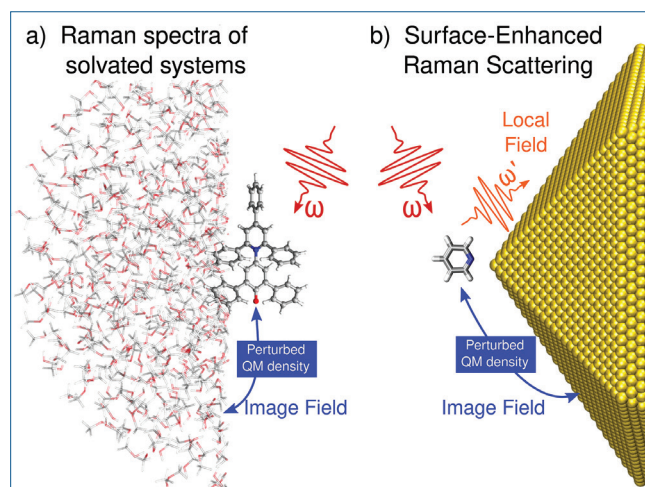 a) Raman spectra of
solvated systems
b) Surface-Enhanced
Raman Scattering
Local
Field
ω'
ω
ω
Perturbed
QM density
Image Field
Perturbed
QM density
Image Field